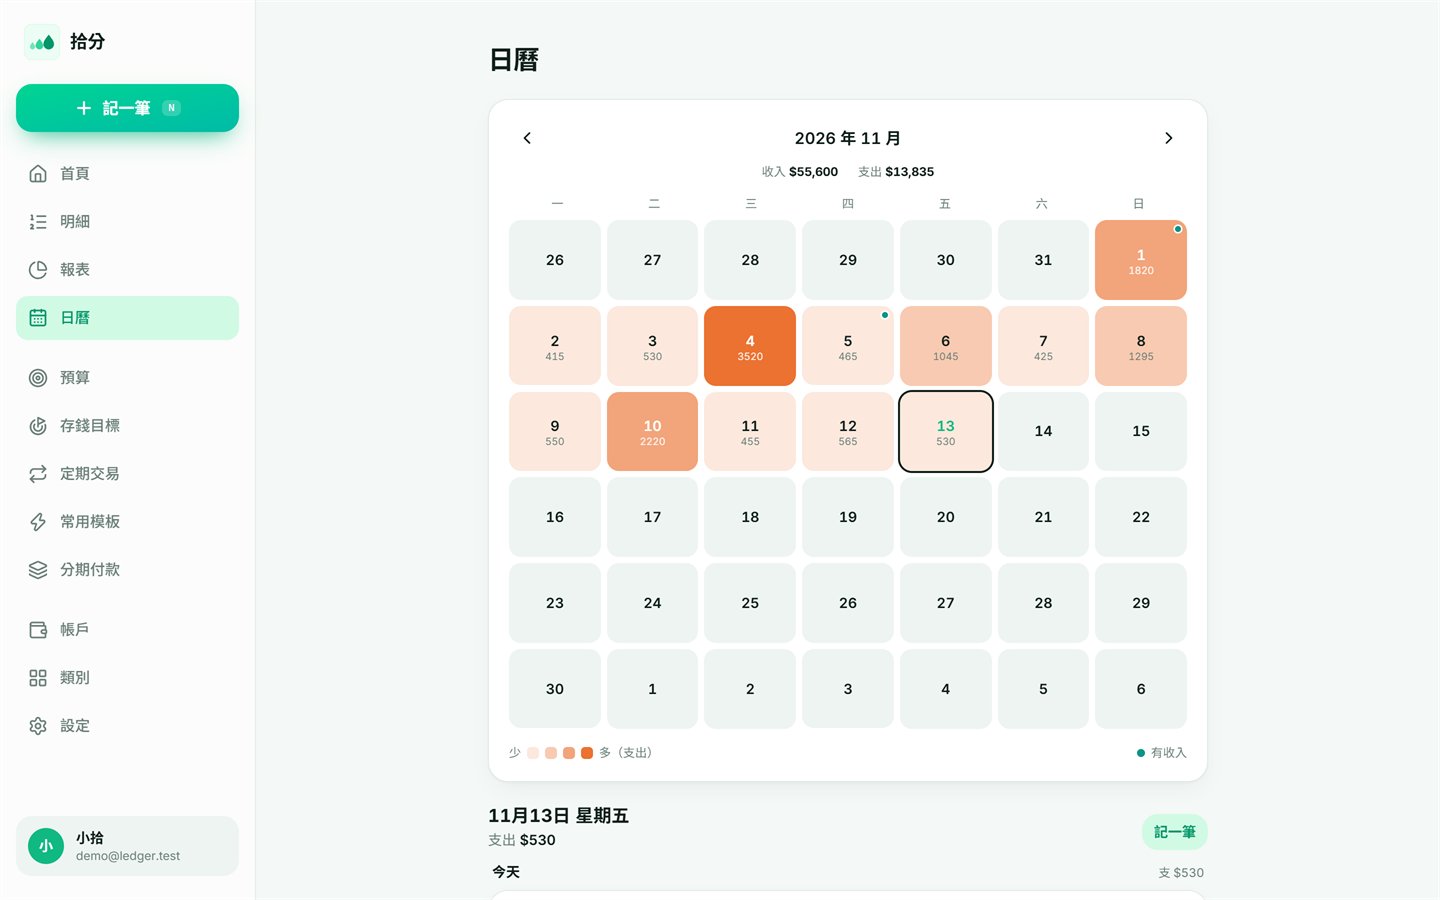 拾分
記一筆 N
首頁
明細
報表
日曆
預算
存錢目標
定期交易
常用模板
分期付款
帳戶
類別
設定
小
小拾
demo@ledger.test
日曆
2026 年 11 月
收入 $55,600 支出 $13,835
一 二 三 四 五 六 日
26 27 28 29 30 31 1
1820
2 3 4 5 6 7 8
415 530 3520 465 1045 425 1295
9 10 11 12 13 14 15
550 2220 455 565 530
16 17 18 19 20 21 22
23 24 25 26 27 28 29
30 1 2 3 4 5 6
少 多（支出） 有收入
11月13日 星期五
支出 $530
記一筆
今天 支 $530